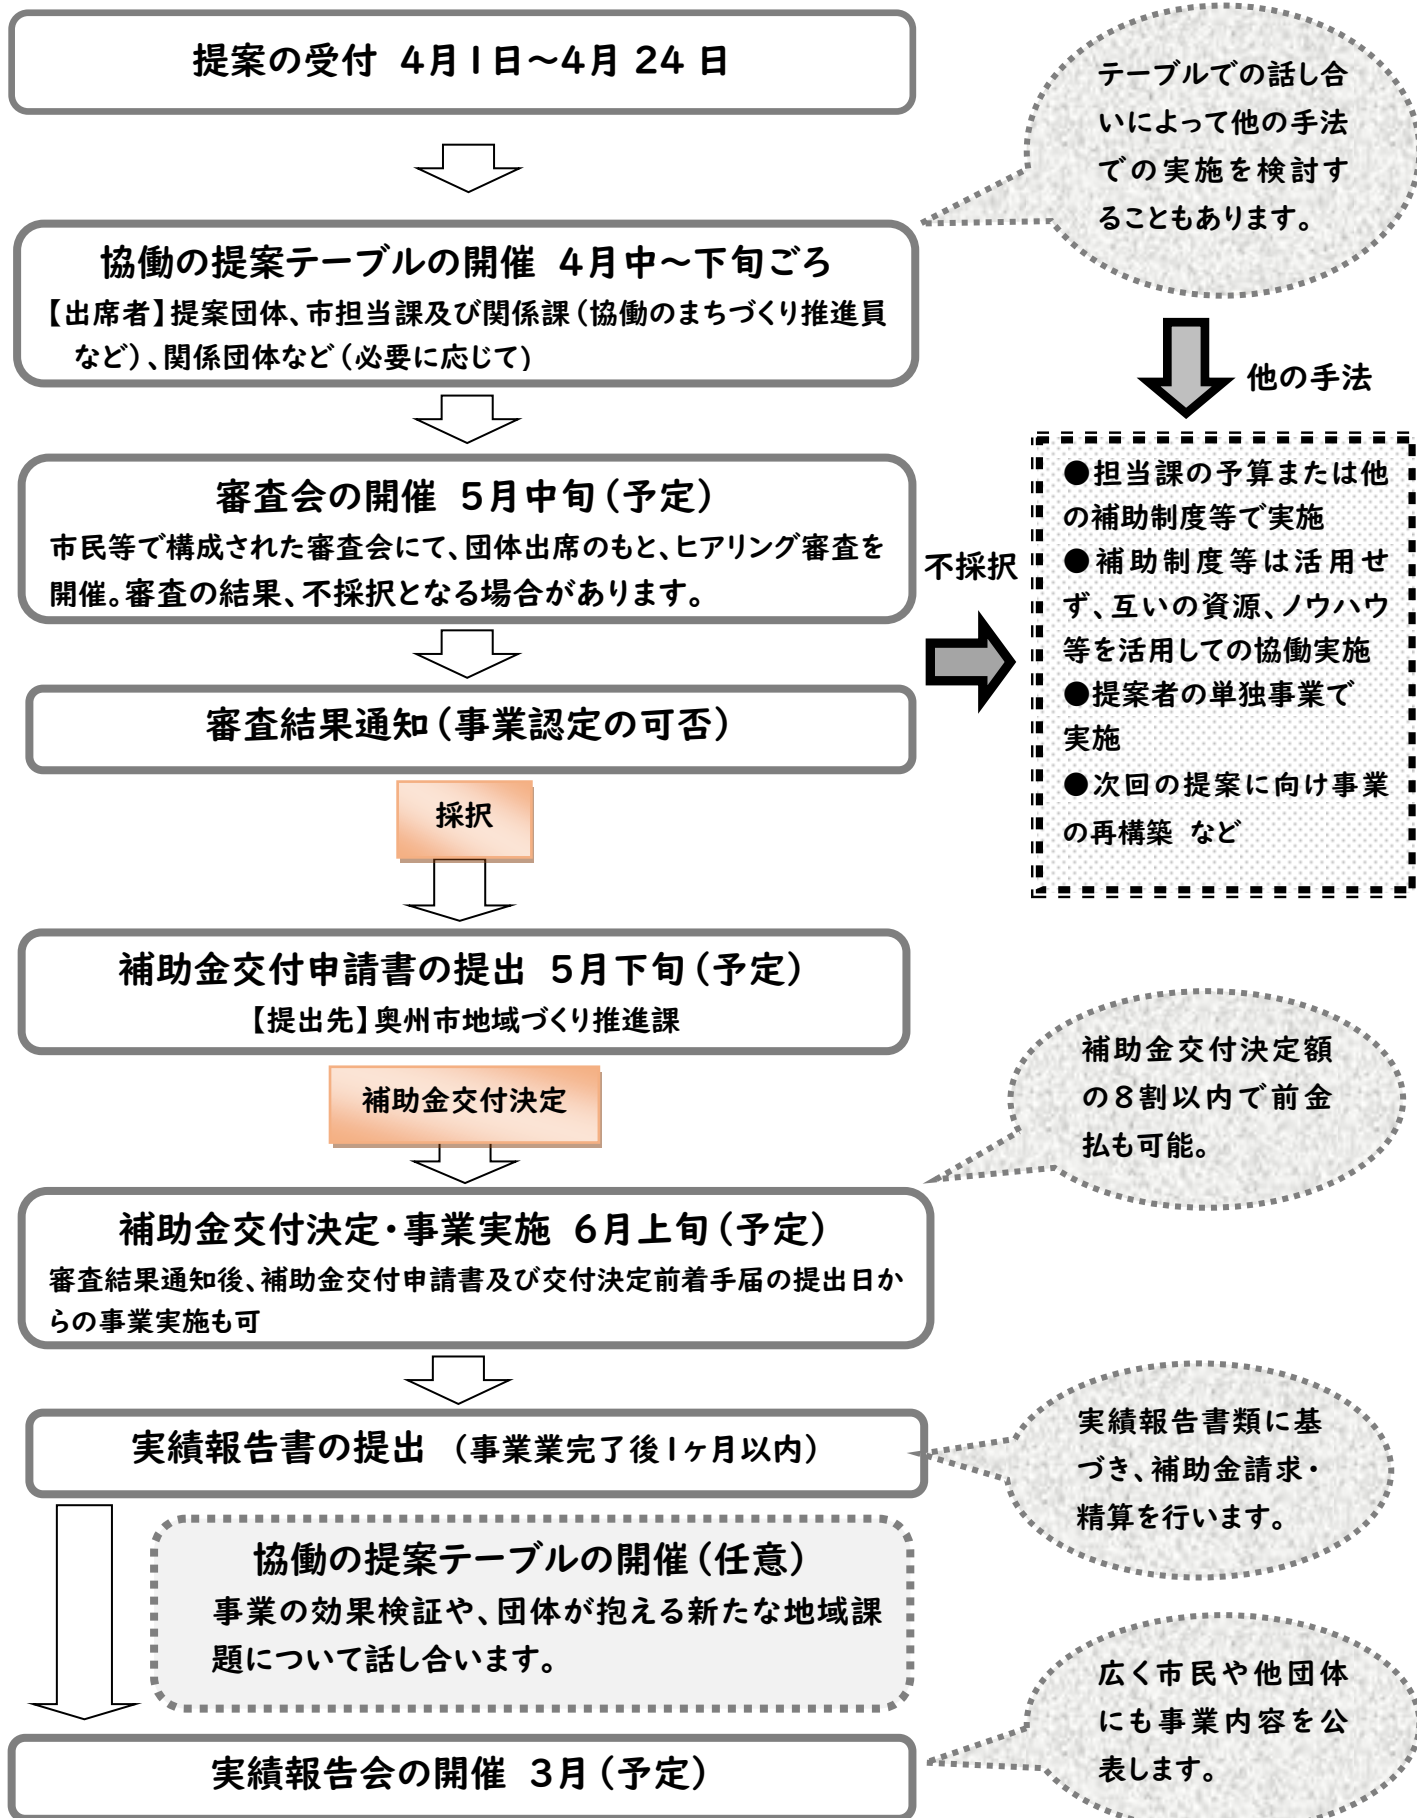 提案の受付 4月1日～4月 24 日
テーブルでの話し合
いによって他の手法
での実施を検討す
ることもあります。
協働の提案テーブルの開催 4月中～下旬ごろ
【出席者】提案団体、市担当課及び関係課（協働のまちづくり推進員
など）、関係団体など（必要に応じて)
他の手法
審査会の開催 5月中旬（予定）
市民等で構成された審査会にて、団体出席のもと、ヒアリング審査を
開催。審査の結果、不採択となる場合があります。
不採択
●担当課の予算または他
の補助制度等で実施
●補助制度等は活用せ
ず、互いの資源、ノウハウ
等を活用しての協働実施
●提案者の単独事業で
実施
●次回の提案に向け事業
の再構築 など
審査結果通知（事業認定の可否）
採択
補助金交付申請書の提出 5月下旬（予定）
【提出先】奥州市地域づくり推進課
補助金交付決定
補助金交付決定額
の8割以内で前金
払も可能。
補助金交付決定・事業実施 6月上旬（予定）
審査結果通知後、補助金交付申請書及び交付決定前着手届の提出日か
らの事業実施も可
実績報告書の提出 （事業業完了後1ヶ月以内）
実績報告書類に基
づき、補助金請求・
精算を行います。
協働の提案テーブルの開催（任意）
事業の効果検証や、団体が抱える新たな地域課
題について話し合います。
広く市民や他団体
にも事業内容を公
表します。
実績報告会の開催 3月（予定）